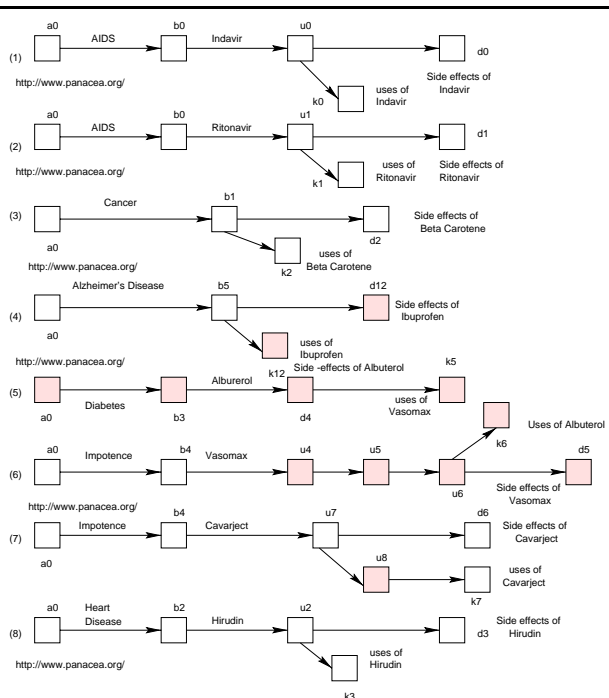 a0 b0 u0
AIDS Indavir
(1) d0
http://www.panacea.org/
k0
uses of
Indavir
Side effects of
Indavir
a0 b0 u1
AIDS Ritonavir
(2) d1
http://www.panacea.org/
k1
uses of
Ritonavir
Side effects of
Ritonavir
b1
Cancer
(3)
Side effects of
Beta Carotene
a0
d2
http://www.panacea.org/
k2
uses of
Beta Carotene
Alzheimer's Disease b5 d12
(4)
Side effects of
Ibuprofen
a0
uses of
Ibuprofen
http://www.panacea.org/
k12
Side -effects of Albuterol
k5
(5)
Alburerol
a0 Diabetes b3 d4
uses of
Vasomax
Uses of Albuterol
k6
a0 b4 u4 u5 d5
Impotence Vasomax
(6)
u6
Side effects of
Vasomax
http://www.panacea.org/
(7)
Impotence b4 Cavarject u7 d6
Side effects of
Cavarject
a0
u8
uses of
Cavarject
k7
a0 Heart
Disease
b2 u2
Hirudin
(8)
d3
Side effects of
Hirudin
http://www.panacea.org/
uses of
Hirudin
k3